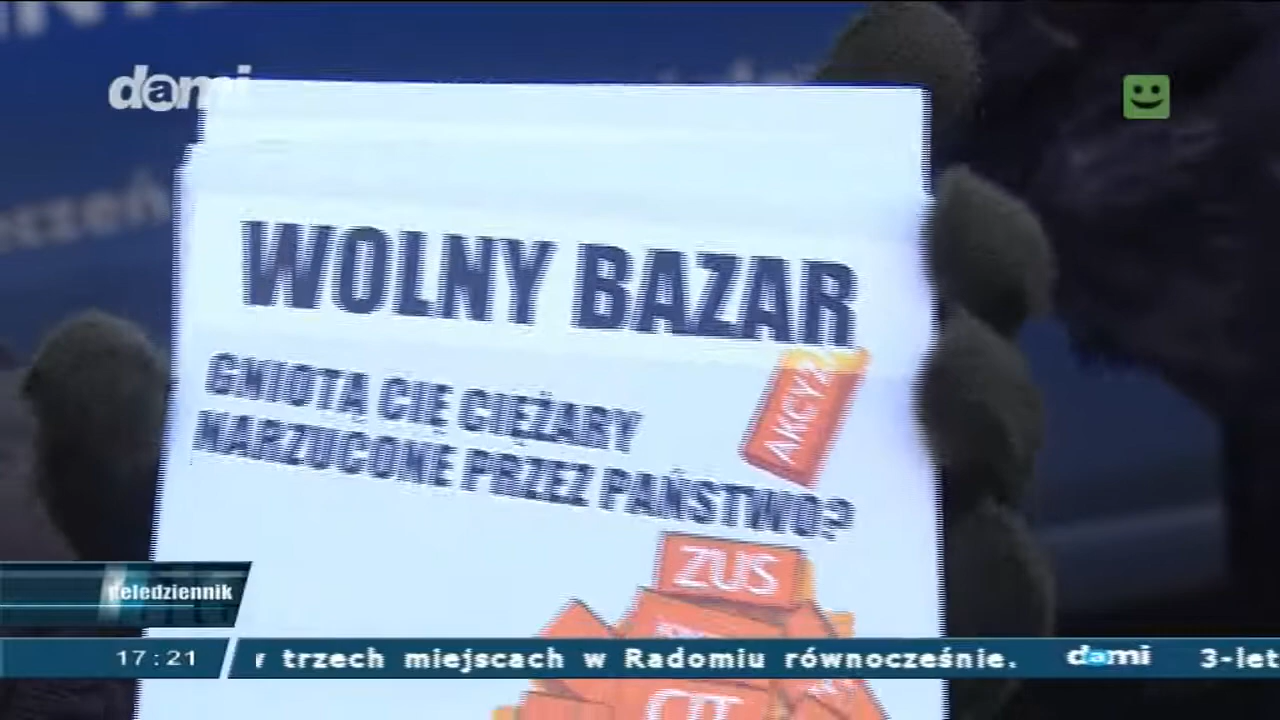 dami
WOLNY BAZAR
GNIOTĄ CIĘ CIĘŻARY
NARZUCONE PRZEZ PAŃSTWO?
ZUS
CIT
teledziennik
17:21
trzech miejscach w Radomiu równocześnie.
dami
3-let